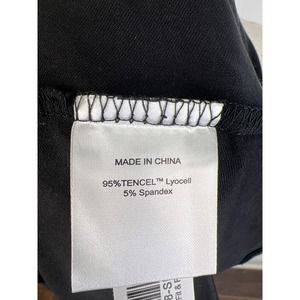 MADE IN CHINA
95%TENCEL™ Lyocell
5% Spandex